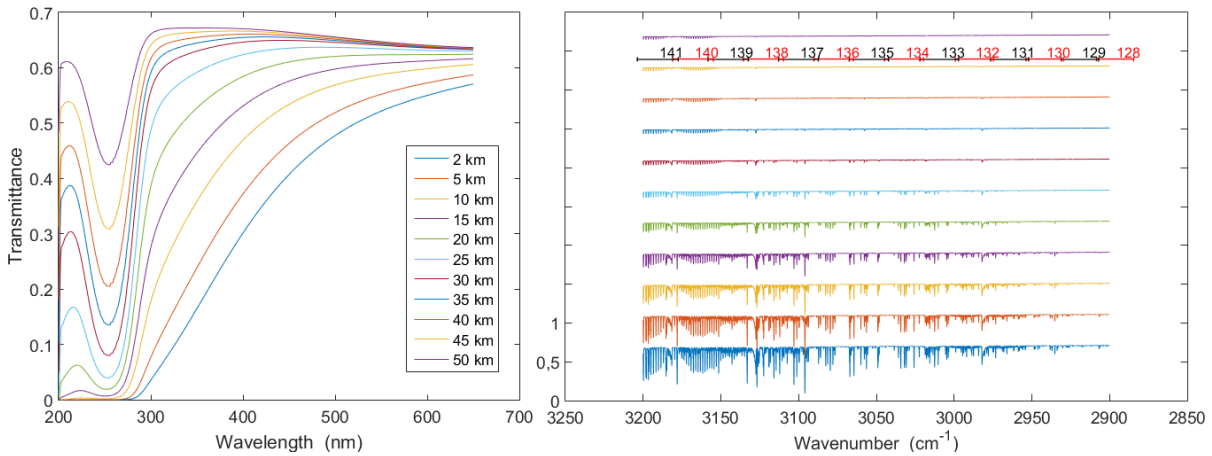 0.7
0.6
0.5
0.4
0.3
0.2
0.1
0
Transmittance
200 300 400 500 600 700
Wavelength (nm)
2 km
5 km
10 km
15 km
20 km
25 km
30 km
35 km
40 km
45 km
50 km
141 140 139 138 137 136 135 134 133 132 131 130 129 128
1
0,5
0
3250 3200 3150 3100 3050 3000 2950 2900 2850
Wavenumber (cm⁻¹)